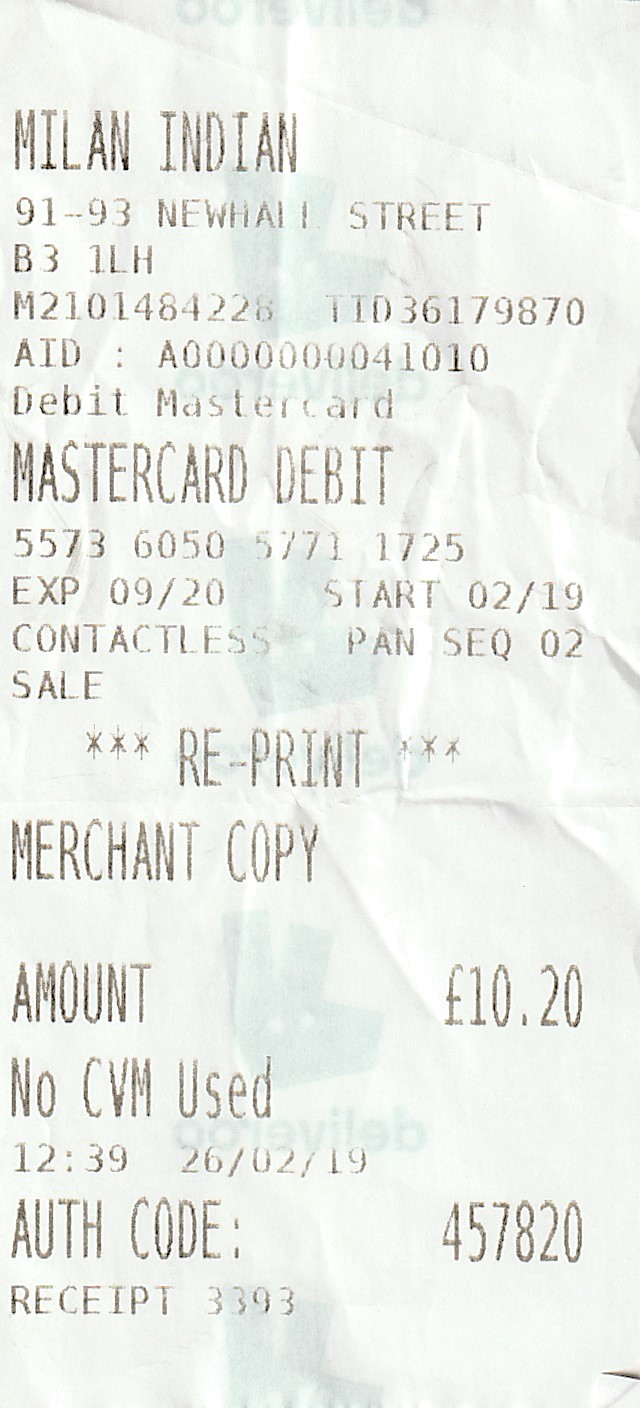 deliveroo
MILAN INDIAN
91-93 NEWHALL STREET
B3 1LH
M2101484228 TID36179870
AID : A0000000041010
Debit Mastercard
MASTERCARD DEBIT
5573 6050 5771 1725
EXP 09/20 START 02/19
CONTACTLESS PAN SEQ 02
SALE
*** RE-PRINT ***
MERCHANT COPY
AMOUNT £10.20
No CVM Used
deliveroo
12:39 26/02/19
AUTH CODE: 457820
RECEIPT 3393